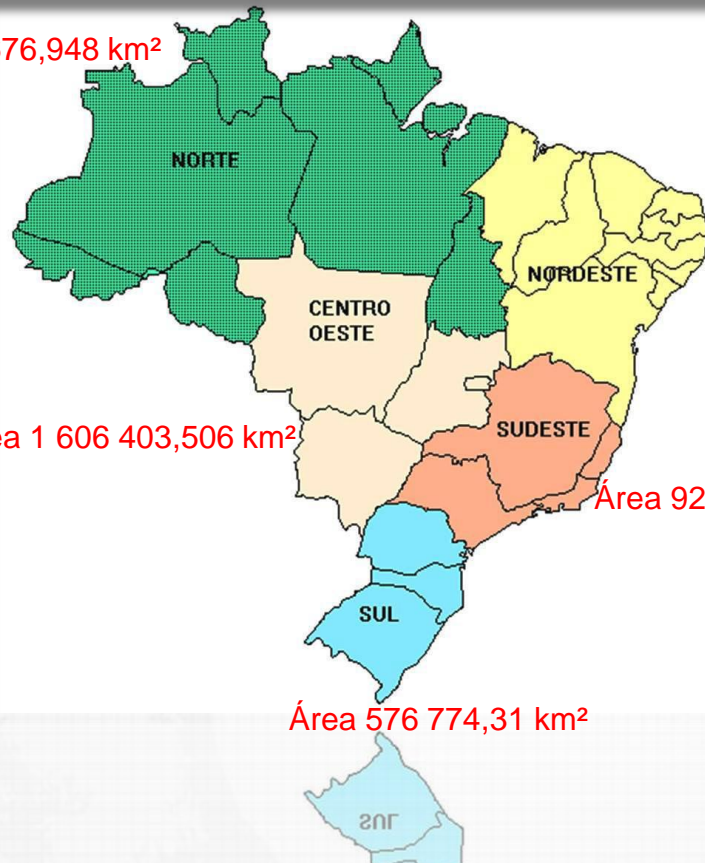 76,948 km²
NORTE
NORDESTE
CENTRO
OESTE
1 606 403,506 km²
SUDESTE
Área 92
SUL
Área 576 774,31 km²
SUL